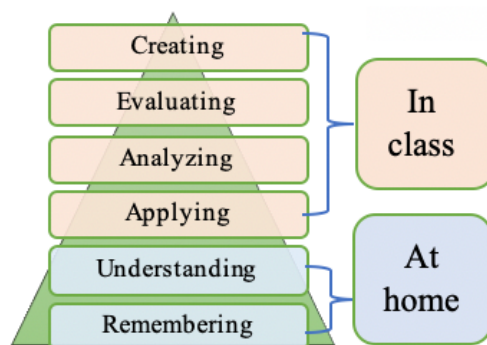 Creating
Evaluating
Analyzing
Applying
Understanding
Remembering
In
class
At
home